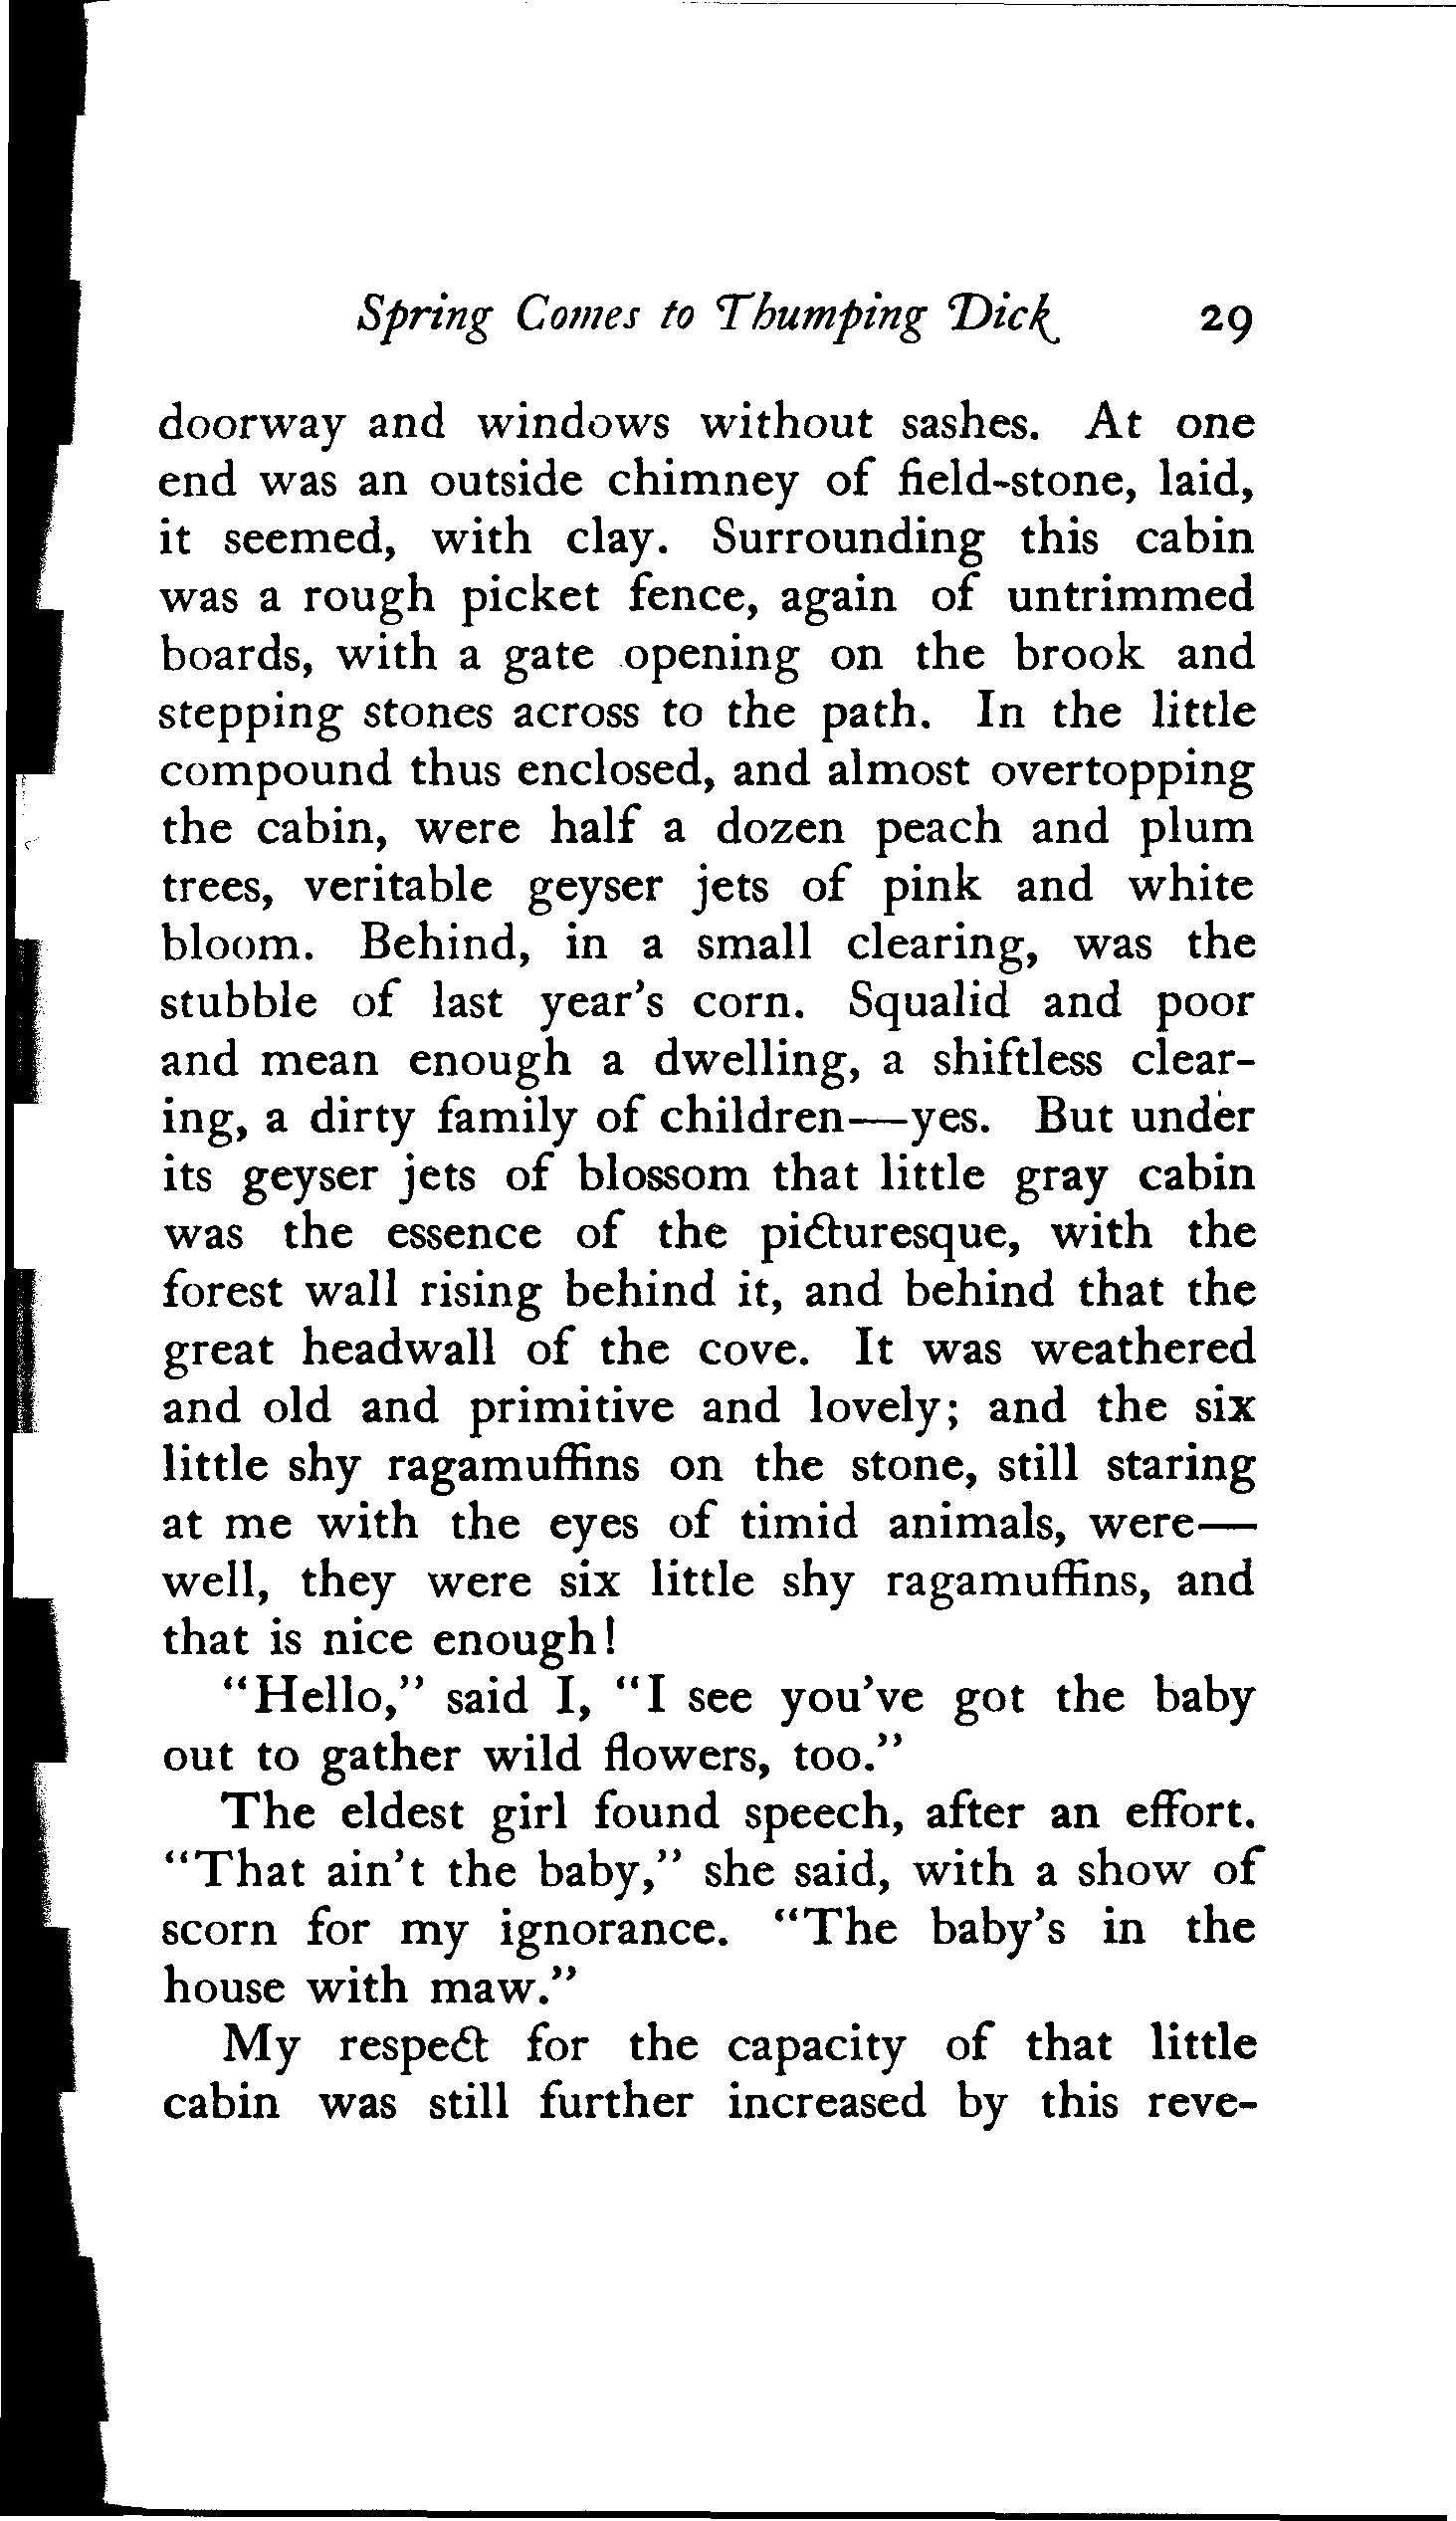 Spring Comes to Thumping Dick 29
doorway and windows without sashes. At one
end was an outside chimney of field-stone, laid,
it seemed, with clay. Surrounding this cabin
was a rough picket fence, again of untrimmed
boards, with a gate opening on the brook and
stepping stones across to the path. In the little
compound thus enclosed, and almost overtopping
the cabin, were half a dozen peach and plum
trees, veritable geyser jets of pink and white
bloom. Behind, in a small clearing, was the
stubble of last year's corn. Squalid and poor
and mean enough a dwelling, a shiftless clear-
ing, a dirty family of children—yes. But under
its geyser jets of blossom that little gray cabin
was the essence of the picturesque, with the
forest wall rising behind it, and behind that the
great headwall of the cove. It was weathered
and old and primitive and lovely; and the six
little shy ragamuffins on the stone, still staring
at me with the eyes of timid animals, were—
well, they were six little shy ragamuffins, and
that is nice enough!
"Hello," said I, "I see you've got the baby
out to gather wild flowers, too."
The eldest girl found speech, after an effort.
"That ain't the baby," she said, with a show of
scorn for my ignorance. "The baby's in the
house with maw."
My respect for the capacity of that little
cabin was still further increased by this reve-